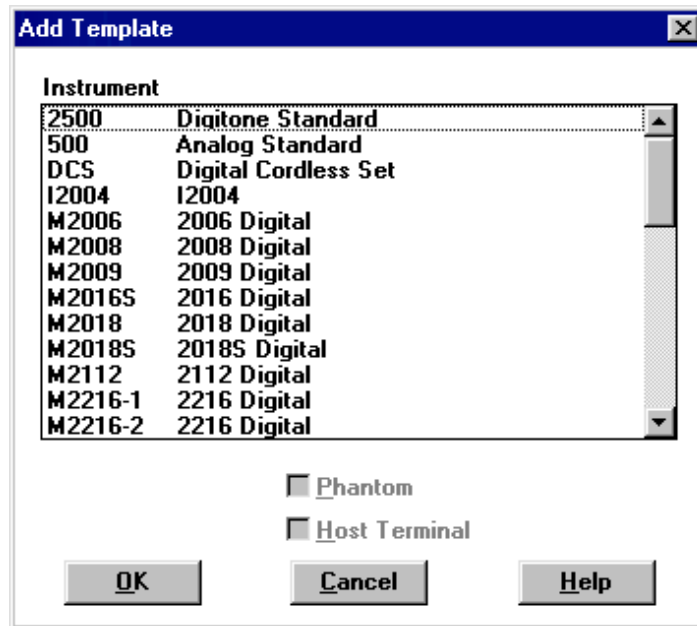 Add Template
Instrument
2500 Digitone Standard
500 Analog Standard
DCS Digital Cordless Set
I2004 I2004
M2006 2006 Digital
M2008 2008 Digital
M2009 2009 Digital
M2016S 2016 Digital
M2018 2018 Digital
M2018S 2018S Digital
M2112 2112 Digital
M2216-1 2216 Digital
M2216-2 2216 Digital
Phantom
Host Terminal
OK Cancel Help